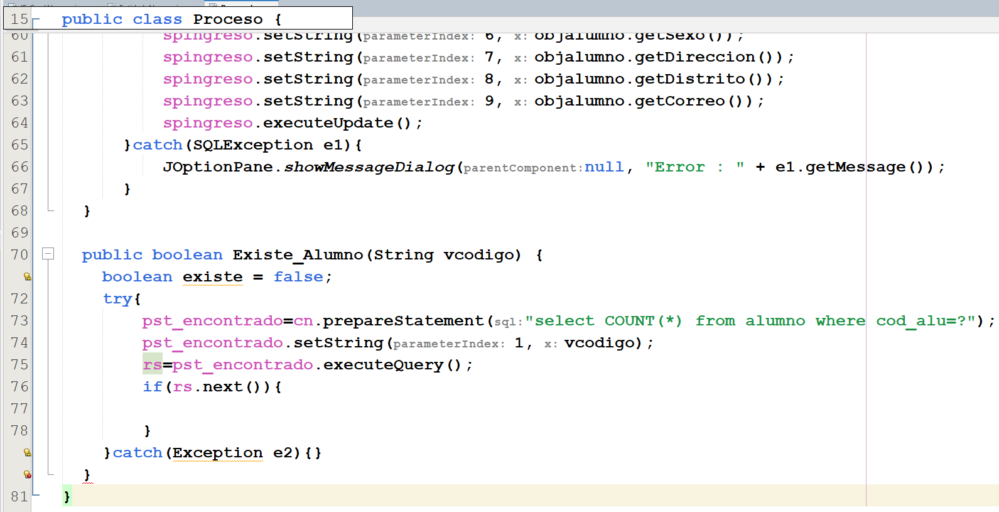 15 public class Proceso {
60 spingreso.setString(parameterIndex: 6, x: objalumno.getSexo());
61 spingreso.setString(parameterIndex: 7, x: objalumno.getDireccion());
62 spingreso.setString(parameterIndex: 8, x: objalumno.getDistrito());
63 spingreso.setString(parameterIndex: 9, x: objalumno.getCorreo());
64 spingreso.executeUpdate();
65 }catch(SQLException e1){
66 JOptionPane.showMessageDialog(parentComponent:null, "Error : " + e1.getMessage());
67 }
68 }
69
70 public boolean Existe_Alumno(String vcodigo) {
boolean existe = false;
72 try{
73 pst_encontrado=cn.prepareStatement(sql:"select COUNT(*) from alumno where cod_alu=?");
74 pst_encontrado.setString(parameterIndex: 1, x: vcodigo);
75 rs=pst_encontrado.executeQuery();
76 if(rs.next()){
77
78 }
}catch(Exception e2){}
}
81 }